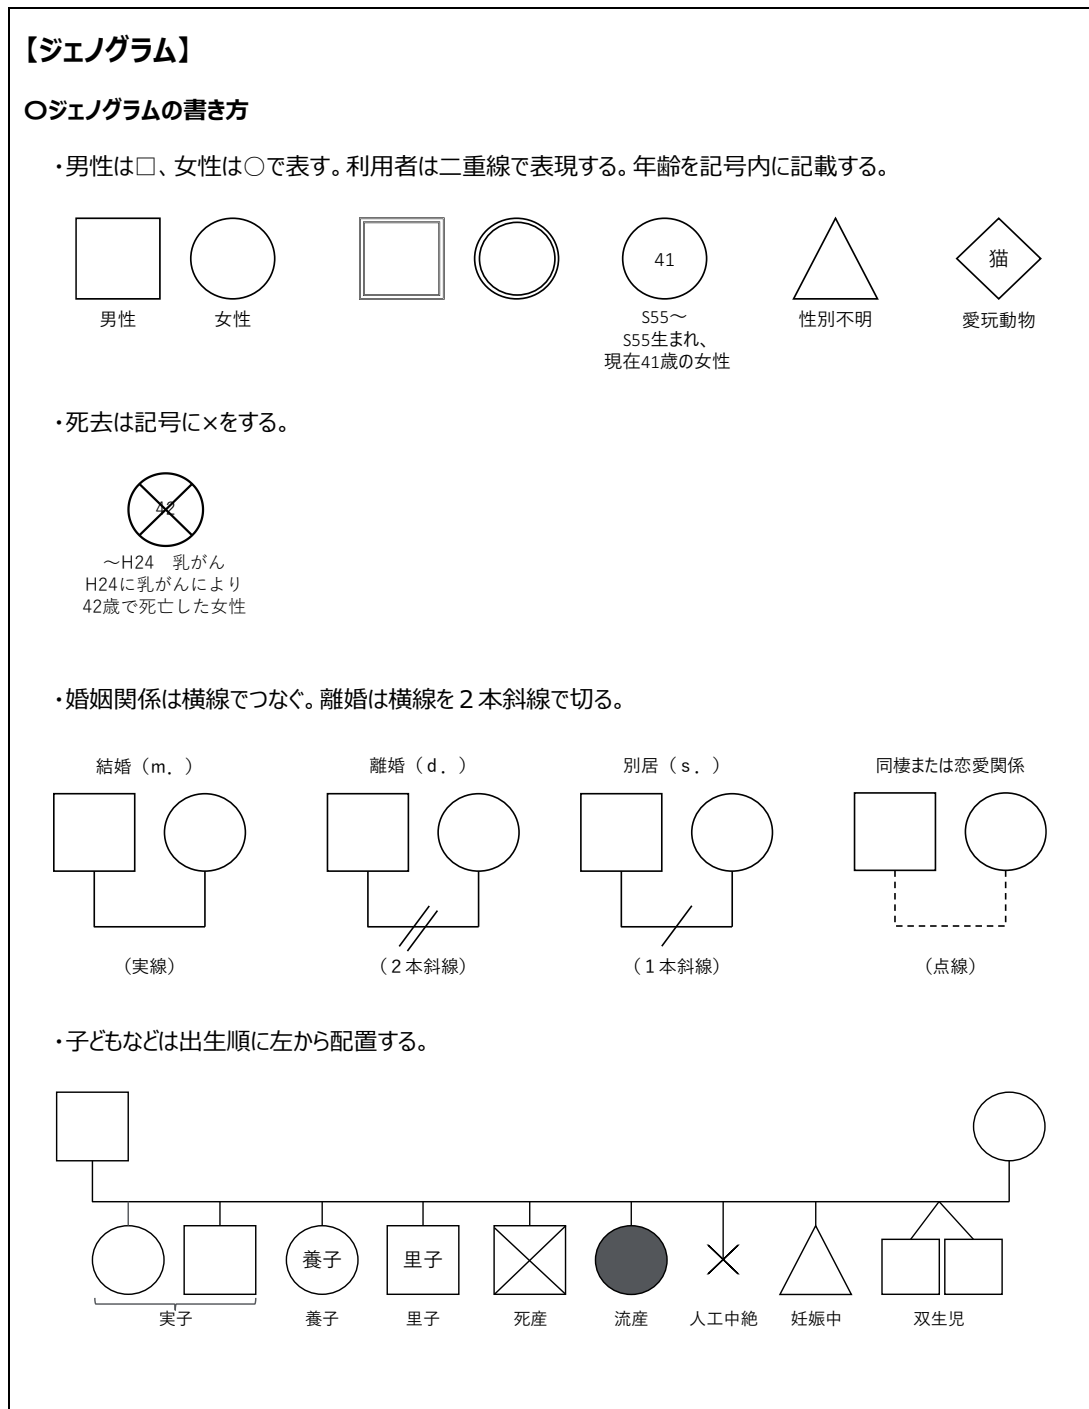 【ジェノグラム】
〇ジェノグラムの書き方
・男性は□、女性は○で表す。利用者は二重線で表現する。年齢を記号内に記載する。
41
猫
男性
女性
S55～
S55生まれ、
現在41歳の女性
性別不明
愛玩動物
・死去は記号に×をする。
42
～H24　乳がん
H24に乳がんにより
42歳で死亡した女性
・婚姻関係は横線でつなぐ。離婚は横線を２本斜線で切る。
結婚（m．）
離婚（d．）
別居（s．）
同棲または恋愛関係
（実線）
（２本斜線）
（１本斜線）
（点線）
・子どもなどは出生順に左から配置する。
養子
里子
実子
養子
里子
死産
流産
人工中絶
妊娠中
双生児